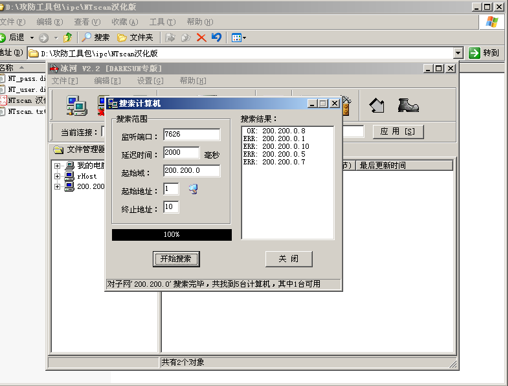 D:\攻防工具包\ipc\NTscan汉化版
文件(F) 编辑(E) 查看(V) 收藏(A) 工具(T) 帮助(H)
后退 搜索 文件夹
地址(D) D:\攻防工具包\ipc\NTscan汉化版 转到
名称
NT_pass.di
NT_user.di
NTscan 汉化
NTscan.txt
冰河 V2.2 [DARKSUN专版]
文件[F] 编辑[E] 设置[G] 帮助[H]
当前连接: 应 用 [S]
文件管理器
我的电脑
rHost
200.200
最后更新时间
共有2个对象
搜索计算机
搜索范围
监听端口: 7626
延迟时间: 2000 毫秒
起始域: 200.200.0
起始地址: 1
终止地址: 10
搜索结果:
OK: 200.200.0.8
ERR: 200.200.0.1
ERR: 200.200.0.10
ERR: 200.200.0.5
ERR: 200.200.0.7
100%
开始搜索 关 闭
对子网'200.200.0'搜索完毕，共找到5台计算机，其中1台可用